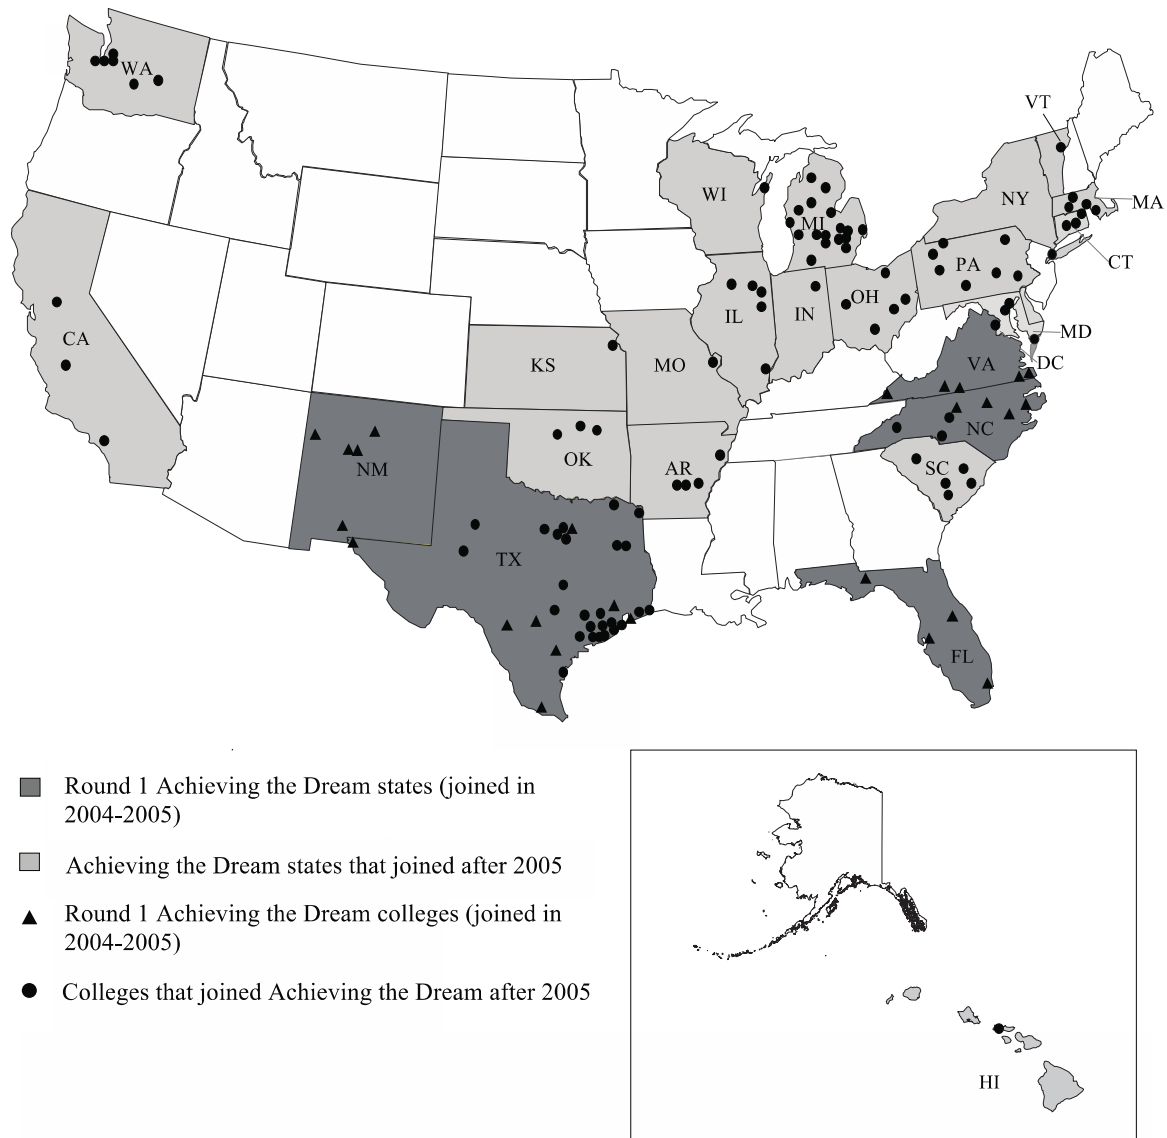 WA
VT
WI
NY
MA
MI
CT
PA
OH
IL
IN
CA
MD
KS
MO
DC
VA
NC
OK
AR
SC
NM
TX
FL
Round 1 Achieving the Dream states (joined in
2004-2005)
Achieving the Dream states that joined after 2005
Round 1 Achieving the Dream colleges (joined in
2004-2005)
Colleges that joined Achieving the Dream after 2005
HI